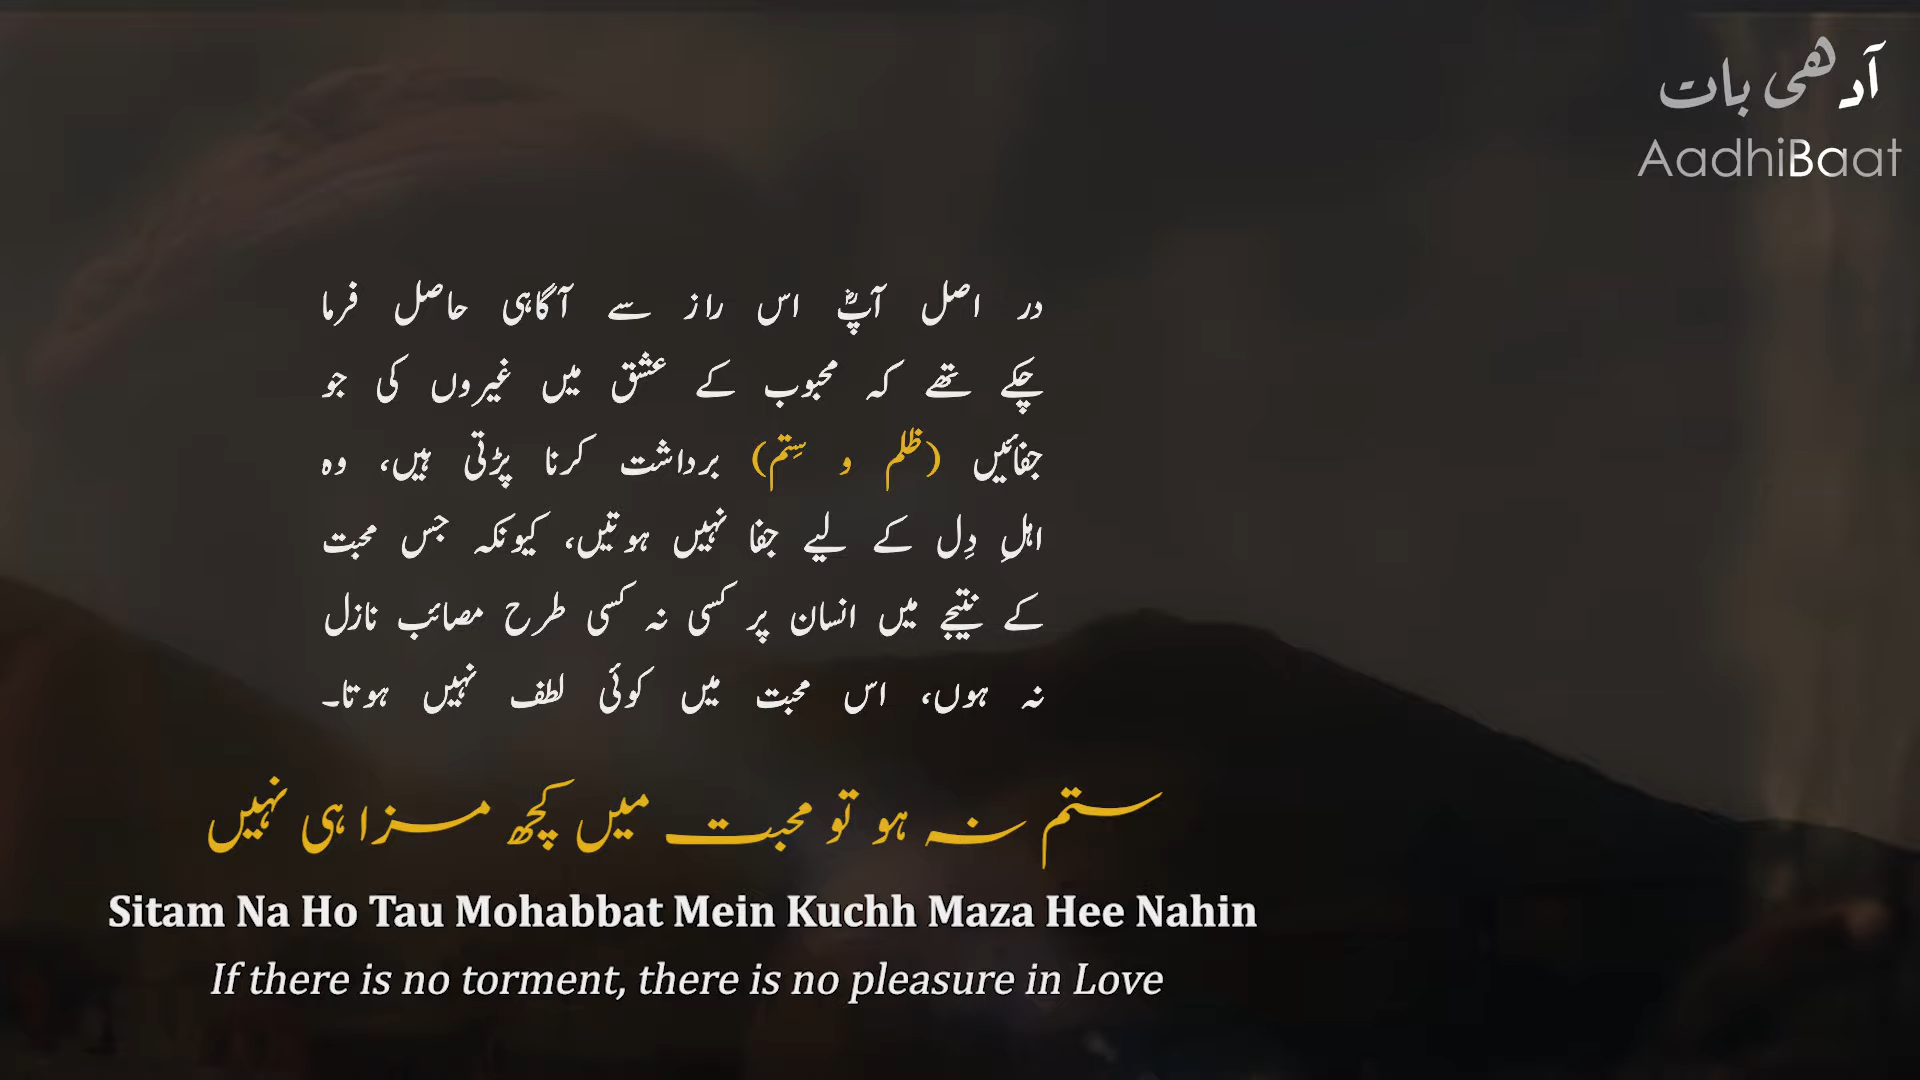 آدھی بات
AadhiBaat
در اصل آپؓ اس راز سے آگاہی حاصل فرما
چکے تھے کہ محبوب کے عشق میں غیروں کی جو
جفائیں (ظلم و سِتم) برداشت کرنا پڑتی ہیں، وہ
اہلِ دِل کے لیے جفا نہیں ہوتیں، کیونکہ جس محبت
کے نتیجے میں انسان پر کسی نہ کسی طرح مصائب نازل
نہ ہوں، اس محبت میں کوئی لطف نہیں ہوتا۔
ستم نہ ہو تو محبت میں کچھ مزا ہی نہیں
Sitam Na Ho Tau Mohabbat Mein Kuchh Maza Hee Nahin
If there is no torment, there is no pleasure in Love